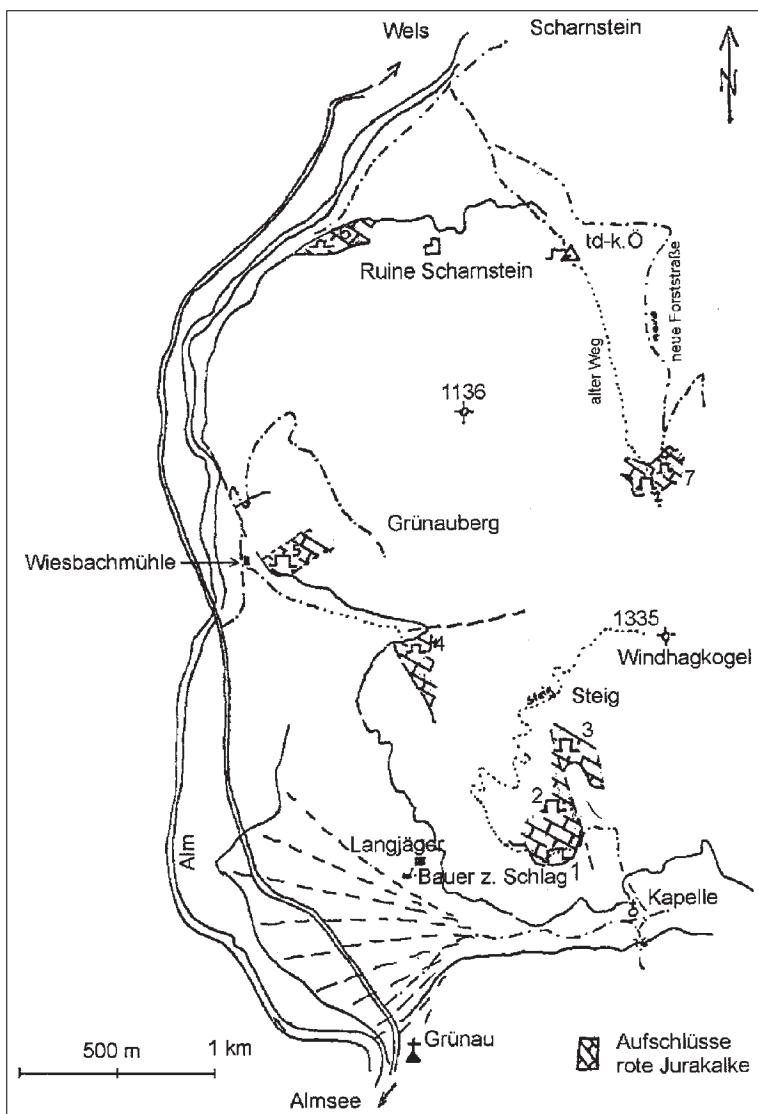 Wels
Scharnstein
N
6
td-k.Ö
Ruine Scharnstein
neue Forststraße
alter Weg
1136
7
Grünauberg
5
Wiesbachmühle
4
1335
Windhagkogel
Steig
3
2
Langjäger
Bauer z. Schlag
1
Kapelle
Alm
Grünau
500 m
1 km
Aufschlüsse
rote Jurakalke
Almsee